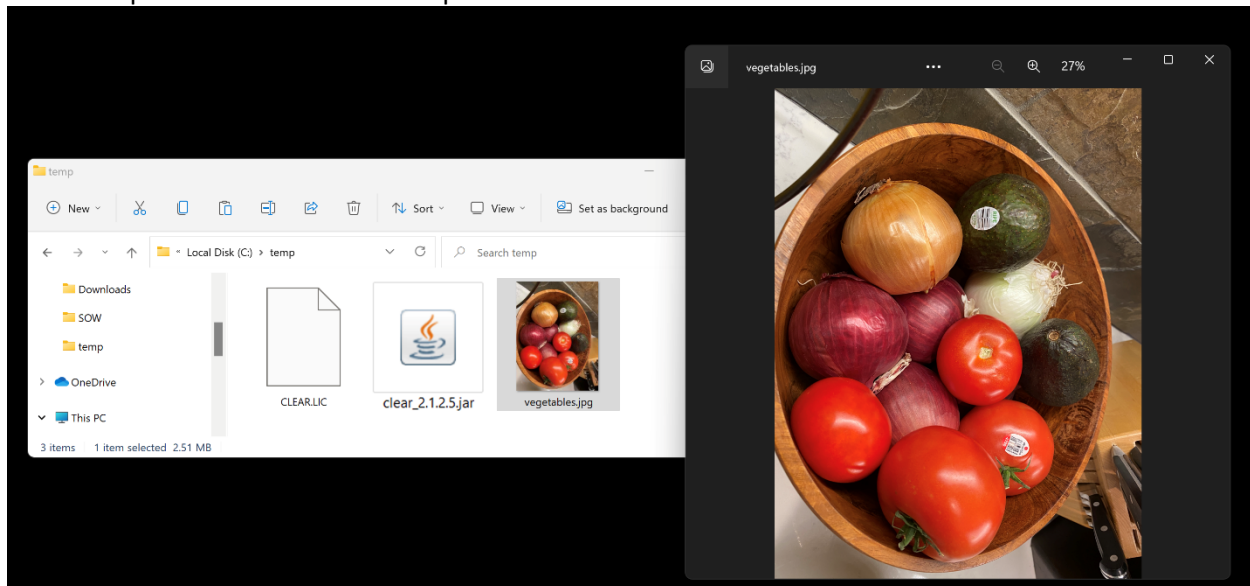 temp
New
Sort
View
Set as background
« Local Disk (C:) › temp
Search temp
Downloads
SOW
temp
OneDrive
This PC
CLEAR.LIC
clear_2.1.2.5.jar
vegetables.jpg
3 items 1 item selected 2.51 MB
vegetables.jpg
27%